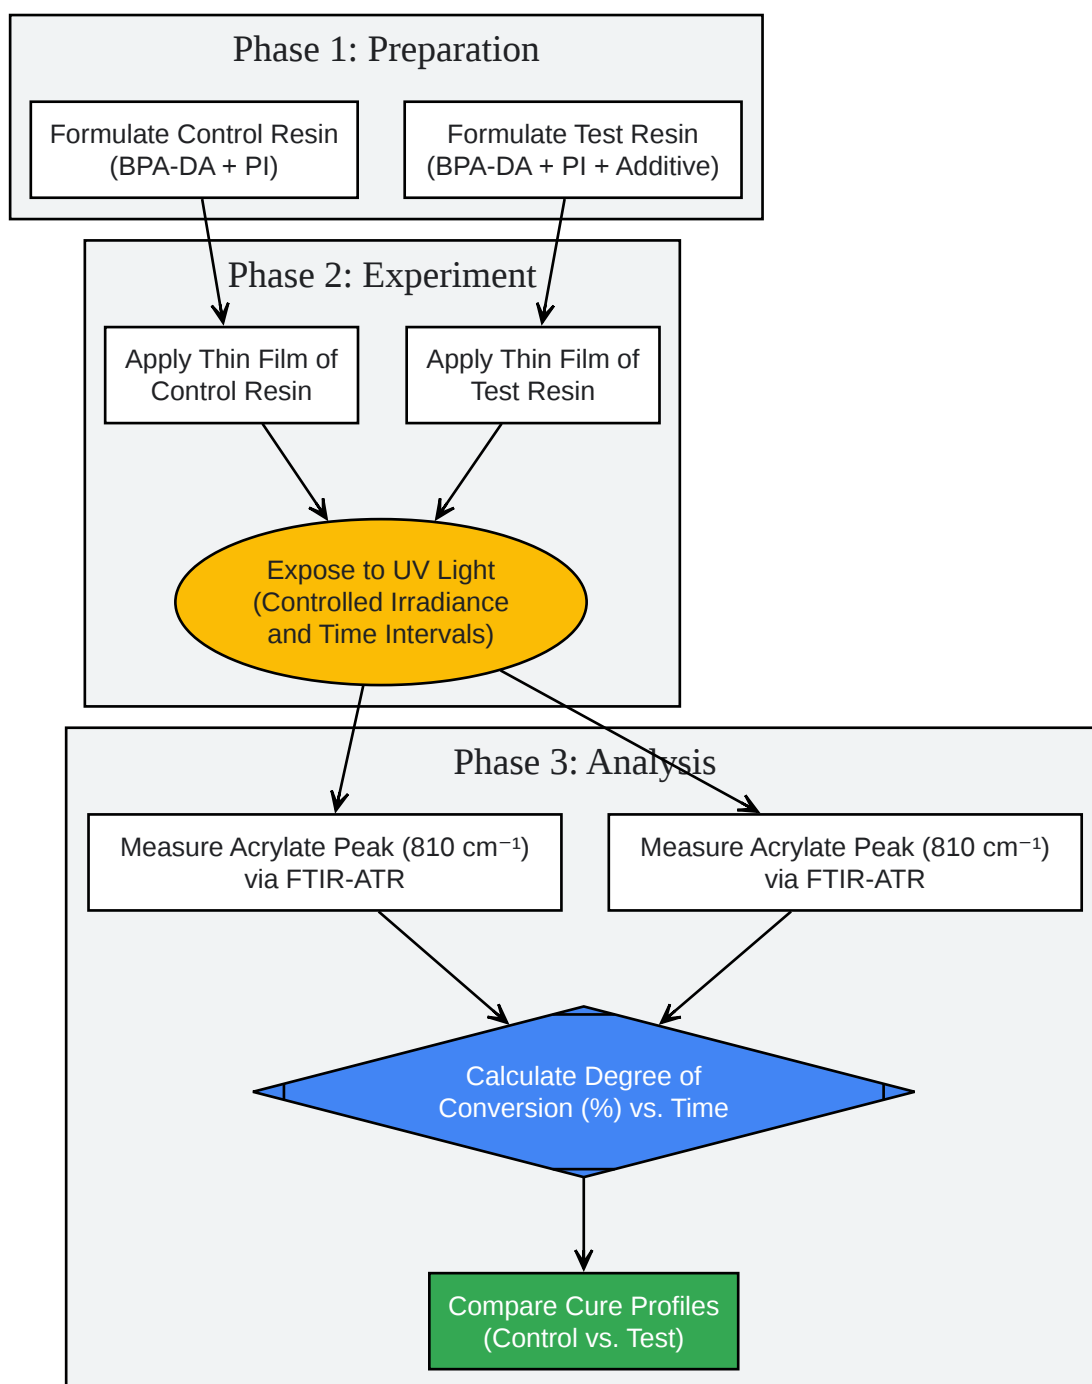 Phase 1: Preparation
Formulate Control Resin
(BPA-DA + PI)
Formulate Test Resin
(BPA-DA + PI + Additive)
Phase 2: Experiment
Apply Thin Film of
Control Resin
Apply Thin Film of
Test Resin
Expose to UV Light
(Controlled Irradiance
and Time Intervals)
Phase 3: Analysis
Measure Acrylate Peak (810 cm⁻¹)
via FTIR-ATR
Measure Acrylate Peak (810 cm⁻¹)
via FTIR-ATR
Calculate Degree of
Conversion (%) vs. Time
Compare Cure Profiles
(Control vs. Test)